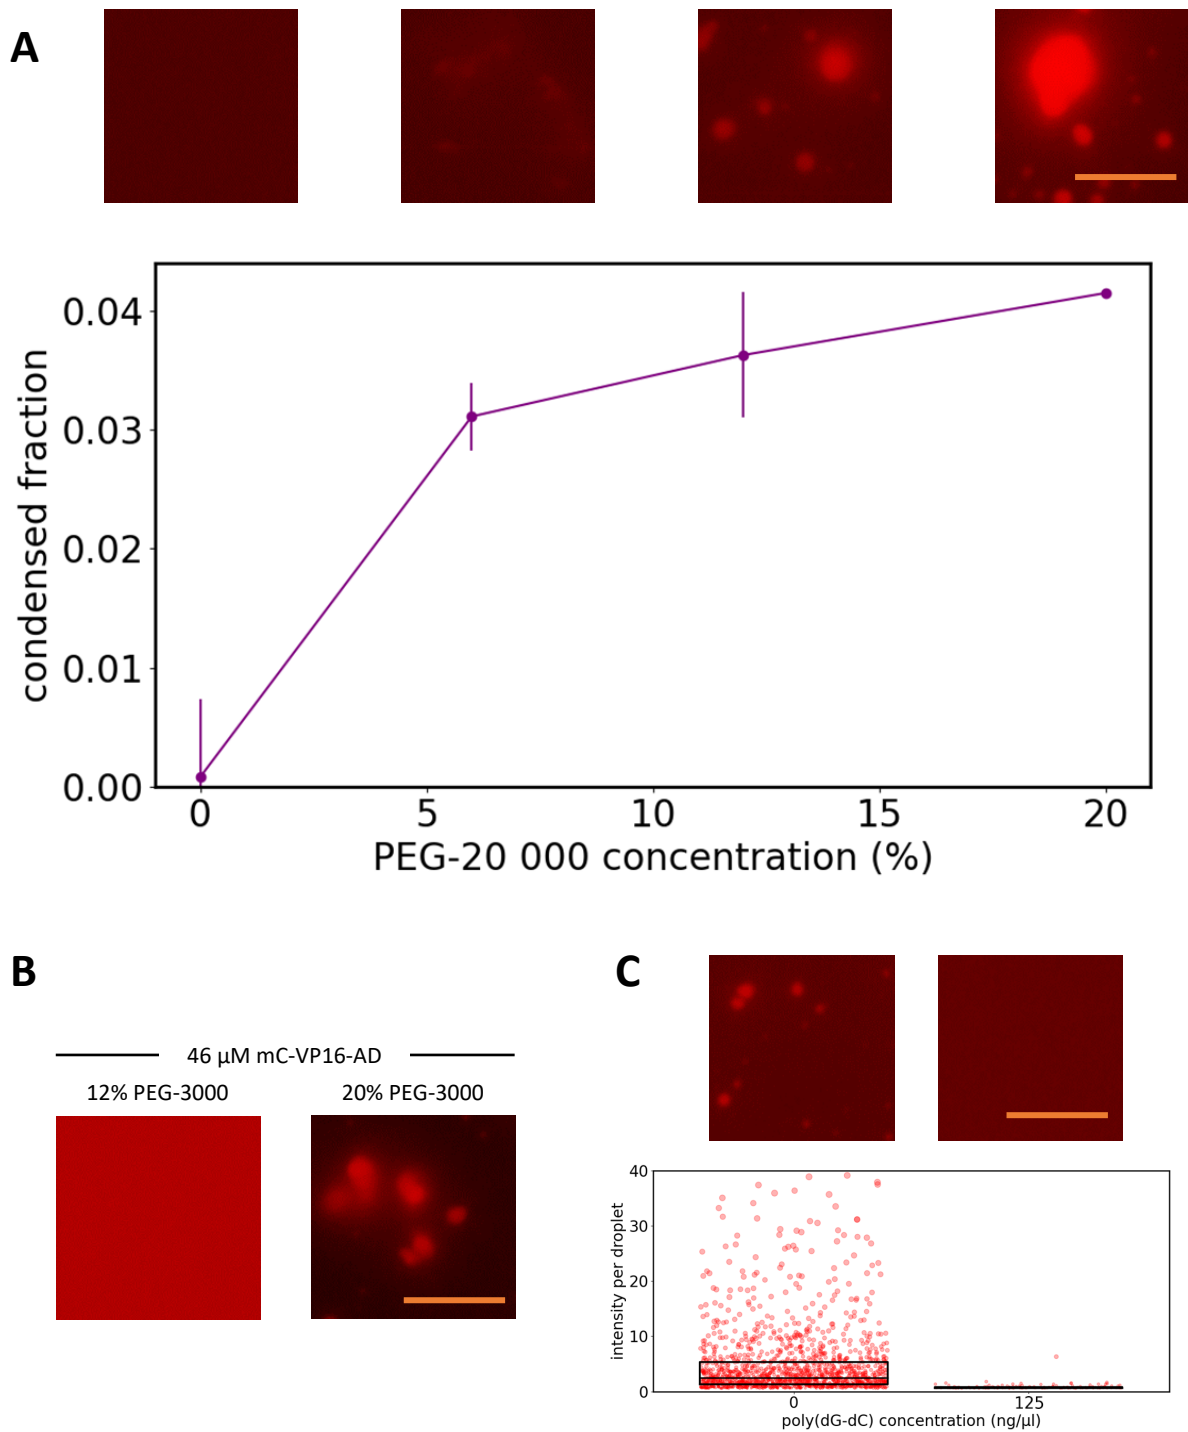 A
0.04
0.03
0.02
0.01
0.00
condensed fraction
0 5 10 15 20
PEG-20 000 concentration (%)
B
46 µM mC-VP16-AD
12% PEG-3000 20% PEG-3000
C
40
30
20
10
0
intensity per droplet
0 125
poly(dG-dC) concentration (ng/µl)